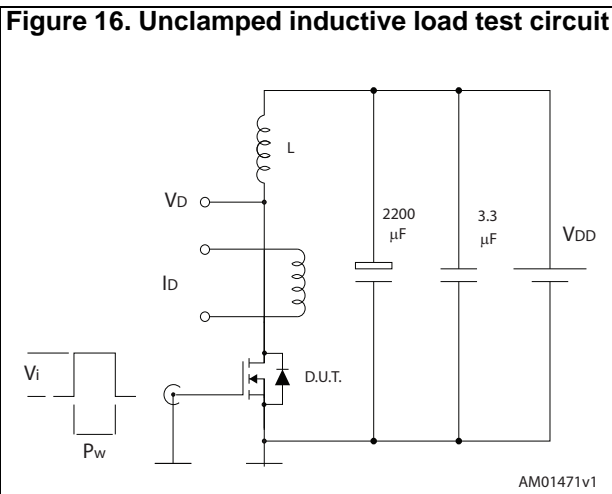 Figure 16. Unclamped inductive load test circuit
L
VD
2200
μF
3.3
μF
VDD
ID
Vi
D.U.T.
Pw
AM01471v1